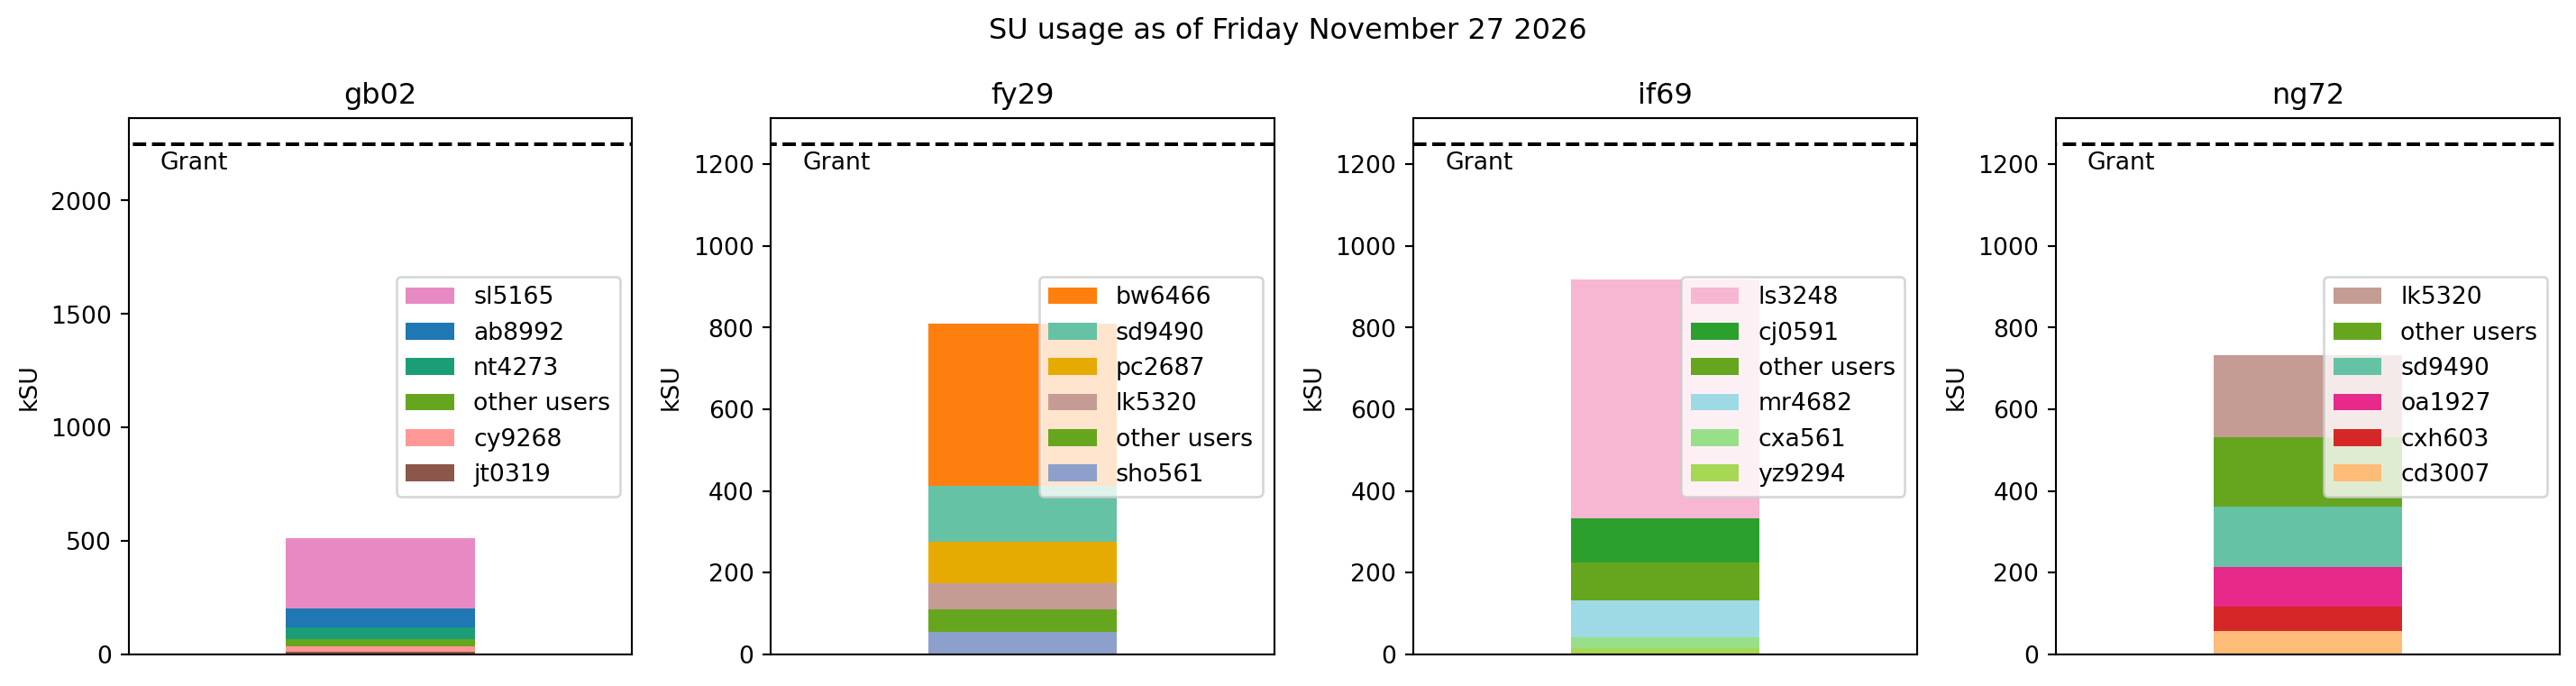 SU usage as of Friday November 27 2026
gb02
kSU
2000
1500
1000
500
0
Grant
sl5165
ab8992
nt4273
other users
cy9268
jt0319
fy29
kSU
1200
1000
800
600
400
200
0
Grant
bw6466
sd9490
pc2687
lk5320
other users
sho561
if69
kSU
1200
1000
800
600
400
200
0
Grant
ls3248
cj0591
other users
mr4682
cxa561
yz9294
ng72
kSU
1200
1000
800
600
400
200
0
Grant
lk5320
other users
sd9490
oa1927
cxh603
cd3007